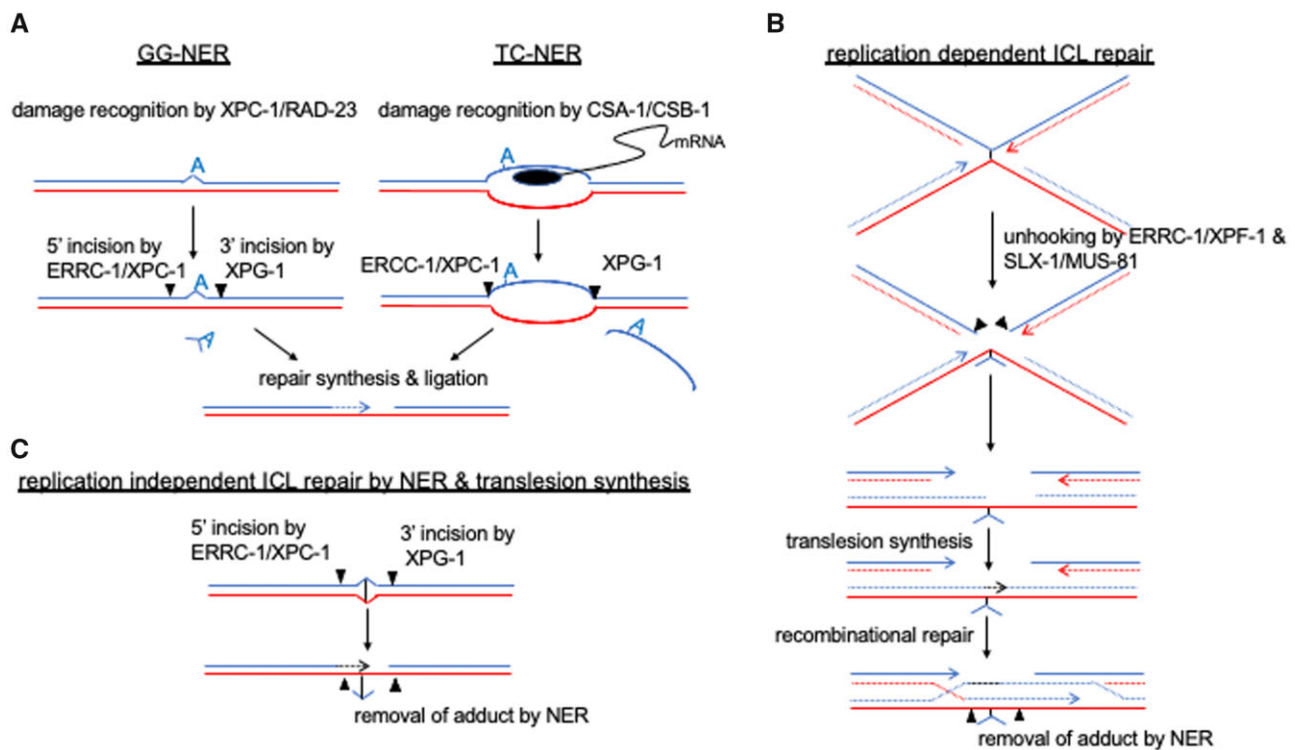 A
GG-NER
damage recognition by XPC-1/RAD-23
A
5' incision by
ERRC-1/XPC-1
3' incision by
XPG-1
A
A
TC-NER
damage recognition by CSA-1/CSB-1
mRNA
A
ERCC-1/XPC-1
XPG-1
A
A
repair synthesis & ligation
B
replication dependent ICL repair
unhooking by ERRC-1/XPF-1 &
SLX-1/MUS-81
translesion synthesis
recombinational repair
removal of adduct by NER
C
replication independent ICL repair by NER & translesion synthesis
5' incision by
ERRC-1/XPC-1
3' incision by
XPG-1
removal of adduct by NER